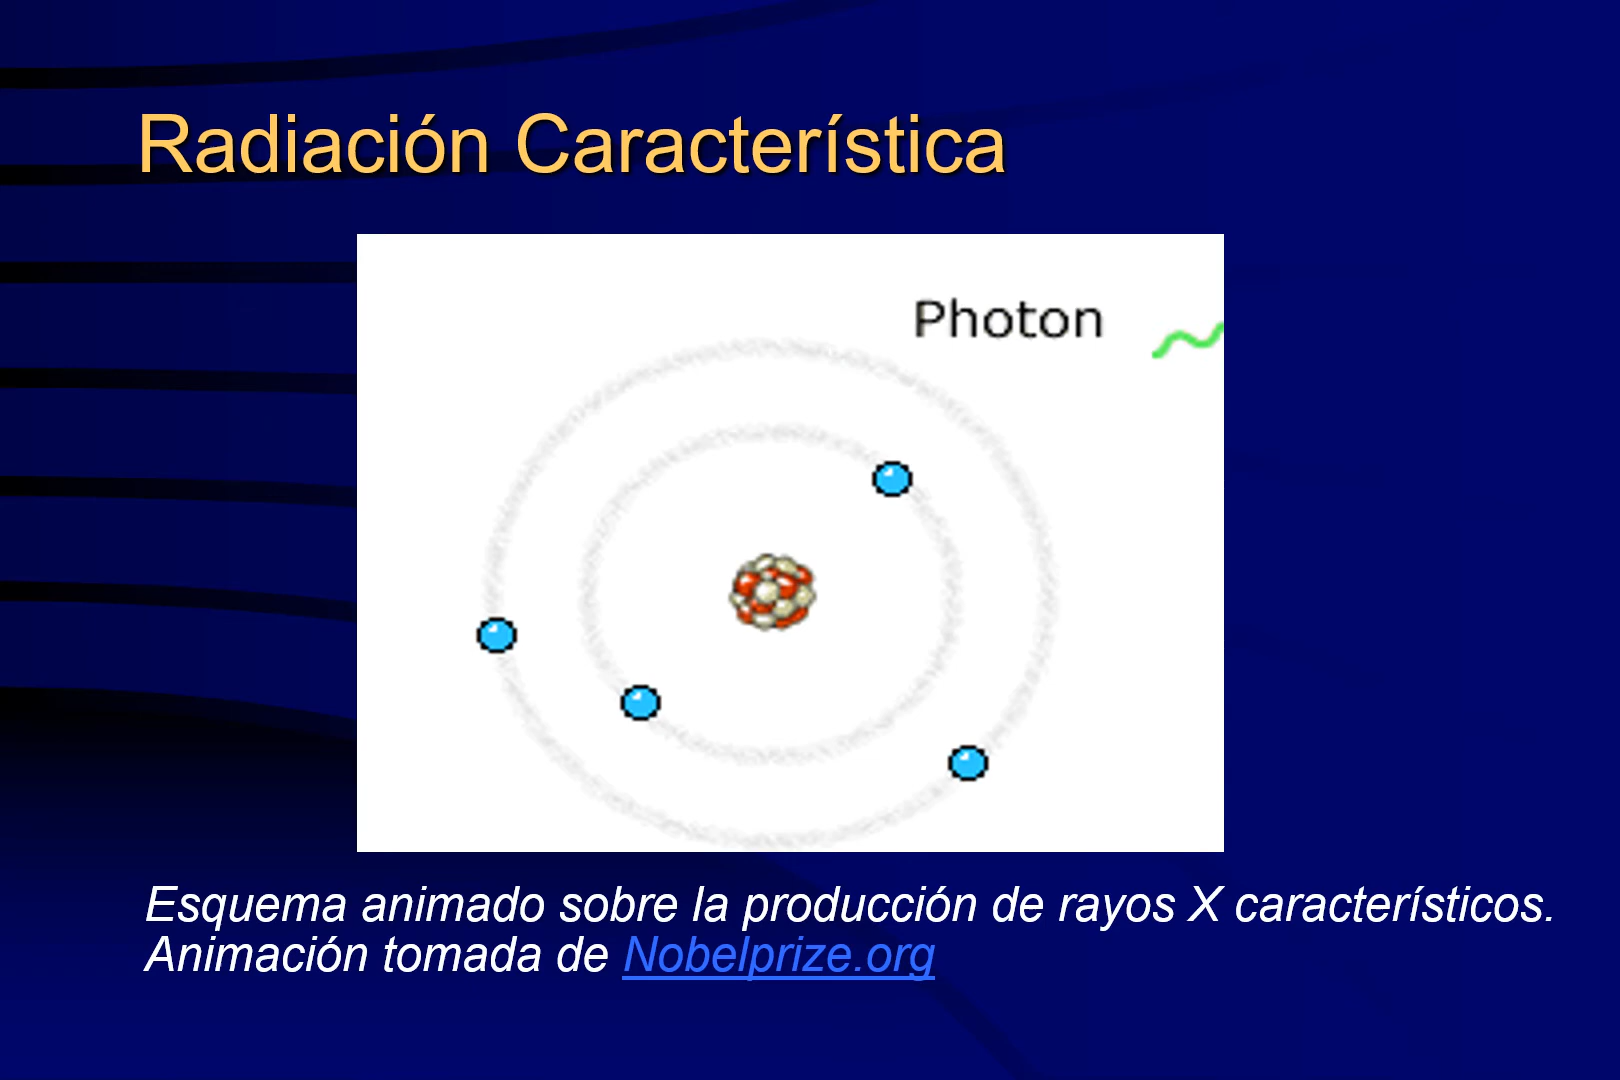 Radiación Característica
Photon
Esquema animado sobre la producción de rayos X característicos.
Animación tomada de Nobelprize.org